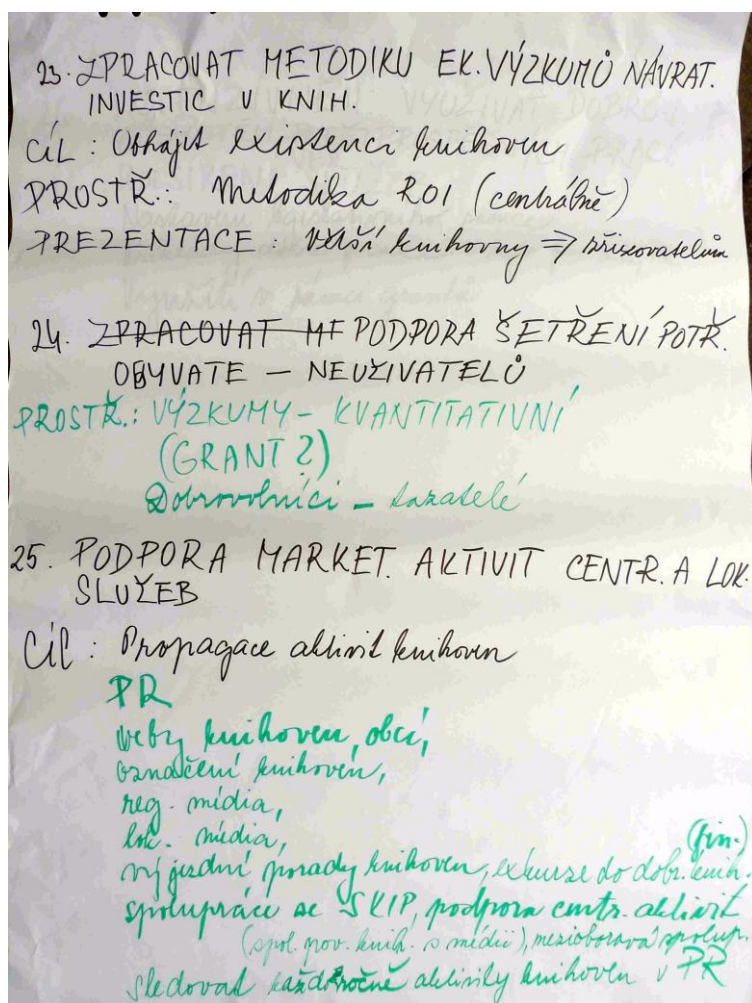 23. ZPRACOVAT METODIKU EK. VÝZKUMŮ NÁVRAT.
INVESTIC V KNIH.
CÍL: Obhájit existenci knihoven
PROSTŘ.: Metodika ROI (centrálně)
PREZENTACE: Větší knihovny ⇒ zřizovatelům
24. ZPRACOVAT ME PODPORA ŠETŘENÍ POTŘ.
OBYVATE – NEUŽIVATELŮ
PROSTŘ.: VÝZKUMY – KVANTITATIVNÍ
(GRANT?)
Dobrovolníci – tazatelé
25. PODPORA MARKET. AKTIVIT CENTR. A LOK.
SLUŽEB
CÍL: Propagace aktivit knihoven
PR
weby knihoven, obcí,
označení knihoven,
reg. média,
lok. média,
(fin.)
výjezdní porady knihoven, exkurze do dobr. knih.
spolupráce se SKIP, podpora centr. aktivit
(spol. pov. knih. s médii), mezioborová spolup.
sledovat každoročně aktivity knihoven v PR